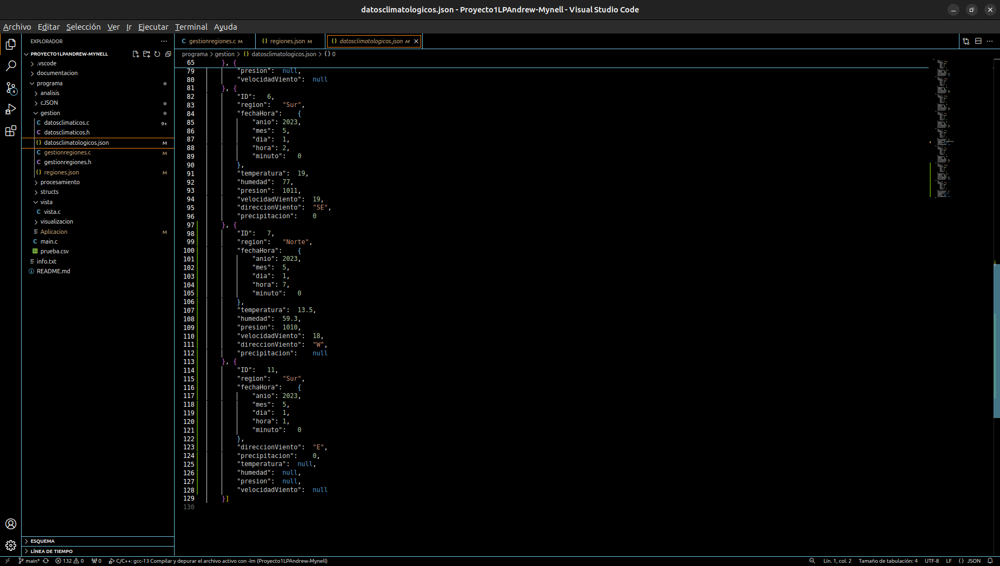 datosclimatologicos.json - Proyecto1LPAndrew-Mynell - Visual Studio Code
Archivo Editar Selección Ver Ir Ejecutar Terminal Ayuda
EXPLORADOR
PROYECTO1LPANDREW-MYNELL
.vscode
documentacion
programa
analisis
cJSON
gestion
C datosclimaticos.c 9+
C datosclimaticos.h
{} datosclimatologicos.json M
C gestionregiones.c M
C gestionregiones.h
{} regiones.json M
procesamiento
structs
vista
C vista.c
visualizacion
Aplicacion M
C main.c
prueba.csv
info.txt
README.md
ESQUEMA
LÍNEA DE TIEMPO
4
C gestionregiones.c M {} regiones.json M {} datosclimatologicos.json M
programa > gestion > {} datosclimatologicos.json > {} 0
65 }, {
79 "presion": null,
80 "velocidadViento": null
81 }, {
82 "ID": 6,
83 "region": "Sur",
84 "fechaHora": {
85 "anio": 2023,
86 "mes": 5,
87 "dia": 1,
88 "hora": 2,
89 "minuto": 0
90 },
91 "temperatura": 19,
92 "humedad": 77,
93 "presion": 1011,
94 "velocidadViento": 19,
95 "direccionViento": "SE",
96 "precipitacion": 0
97 }, {
98 "ID": 7,
99 "region": "Norte",
100 "fechaHora": {
101 "anio": 2023,
102 "mes": 5,
103 "dia": 1,
104 "hora": 7,
105 "minuto": 0
106 },
107 "temperatura": 13.5,
108 "humedad": 59.3,
109 "presion": 1010,
110 "velocidadViento": 18,
111 "direccionViento": "W",
112 "precipitacion": null
113 }, {
114 "ID": 11,
115 "region": "Sur",
116 "fechaHora": {
117 "anio": 2023,
118 "mes": 5,
119 "dia": 1,
120 "hora": 1,
121 "minuto": 0
122 },
123 "direccionViento": "E",
124 "precipitacion": 0,
125 "temperatura": null,
126 "humedad": null,
127 "presion": null,
128 "velocidadViento": null
129 }]
130
main* 132 0 0 C/C++: gcc-13 Compilar y depurar el archivo activo con -lm (Proyecto1LPAndrew-Mynell) Lín. 1, col. 2 Tamaño de tabulación: 4 UTF-8 LF {} JSON